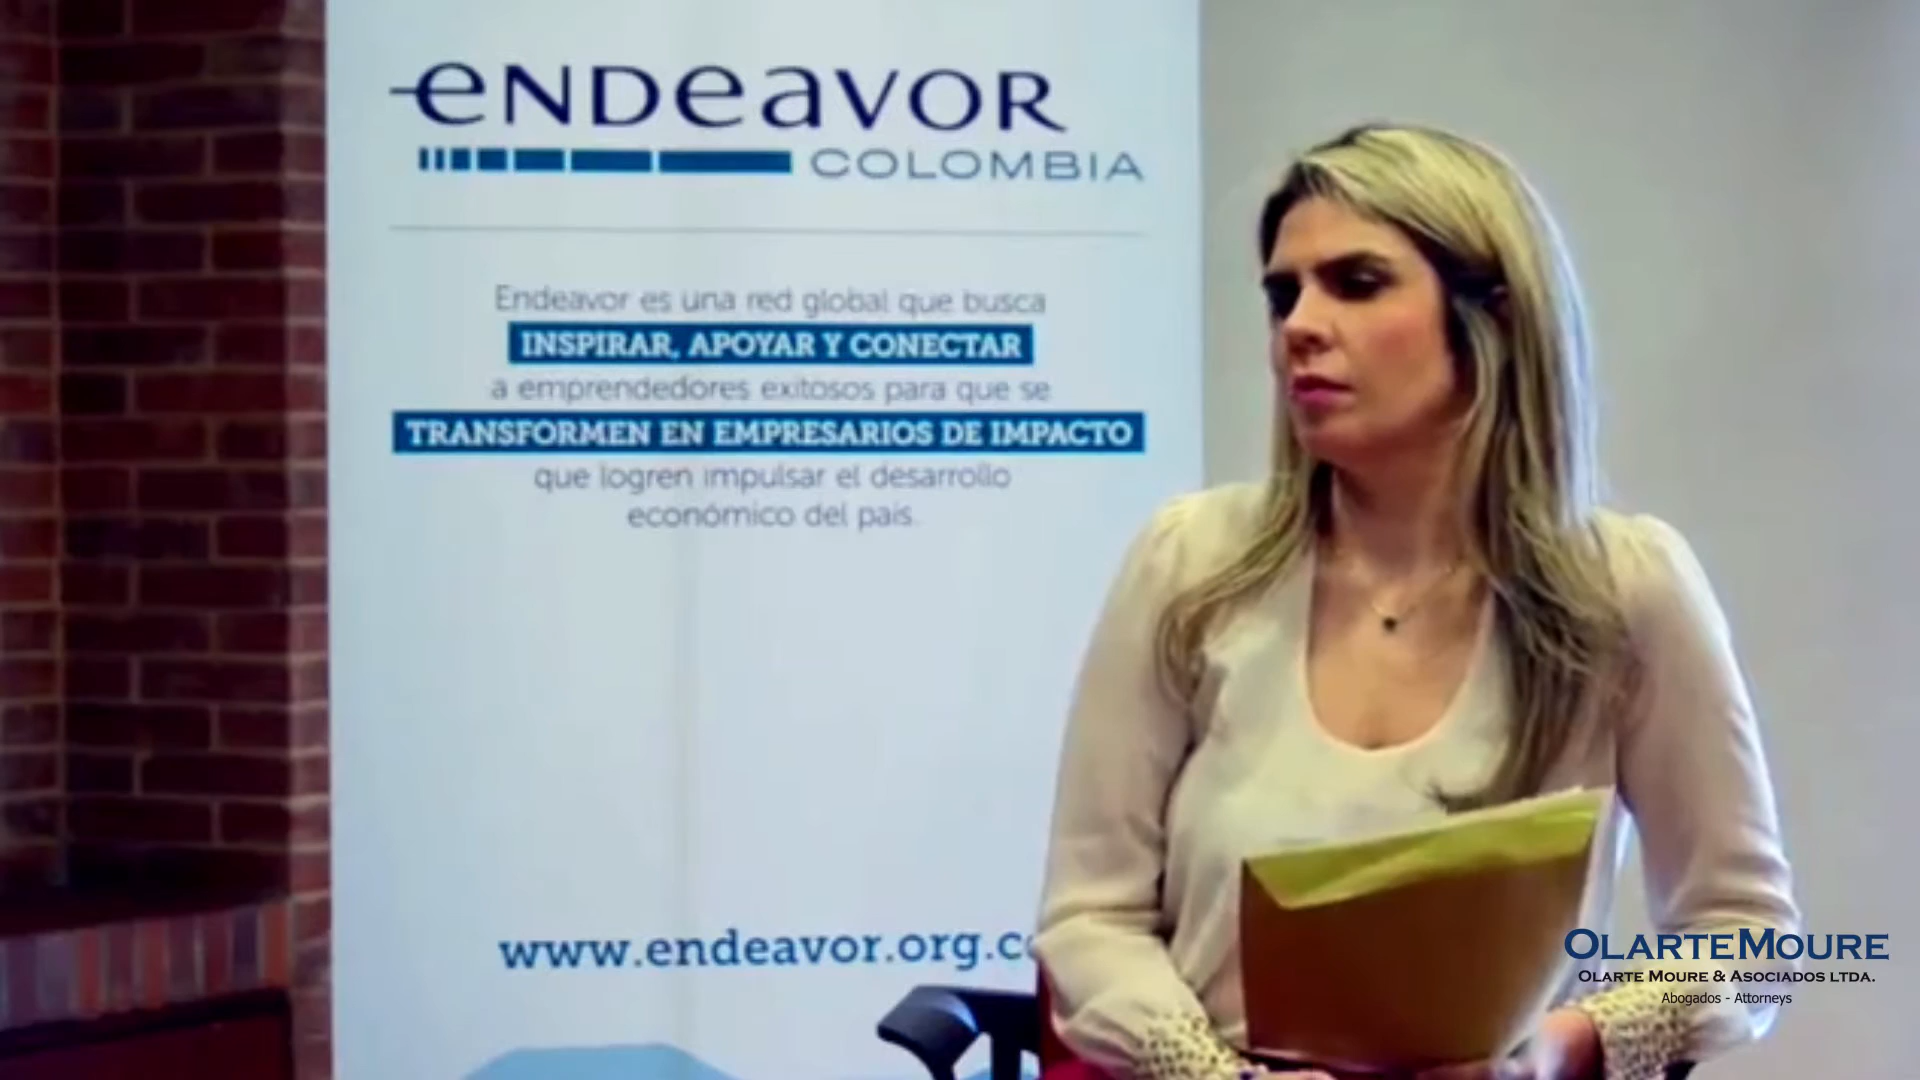 endeavor
COLOMBIA
Endeavor es una red global que busca
INSPIRAR, APOYAR Y CONECTAR
a emprendedores exitosos para que se
TRANSFORMEN EN EMPRESARIOS DE IMPACTO
que logren impulsar el desarrollo
económico del país.
www.endeavor.org.co
OLARTEMOURE
OLARTE MOURE & ASOCIADOS LTDA.
Abogados - Attorneys